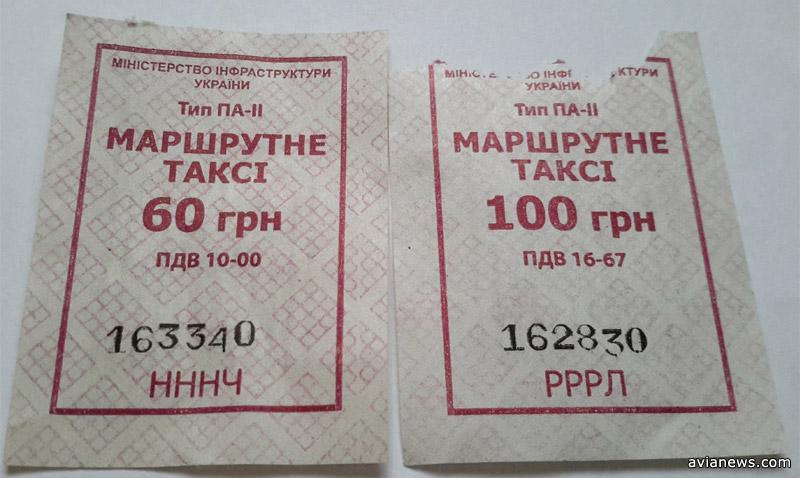 МІНІСТЕРСТВО ІНФРАСТРУКТУРИ
УКРАЇНИ
Тип ПА-ІІ
МАРШРУТНЕ
ТАКСІ
60 грн
ПДВ 10-00
163340
НННЧ
УКРАЇНИ
Тип ПА-ІІ
МАРШРУТНЕ
ТАКСІ
100 грн
ПДВ 16-67
162830
РРРЛ
avianews.com